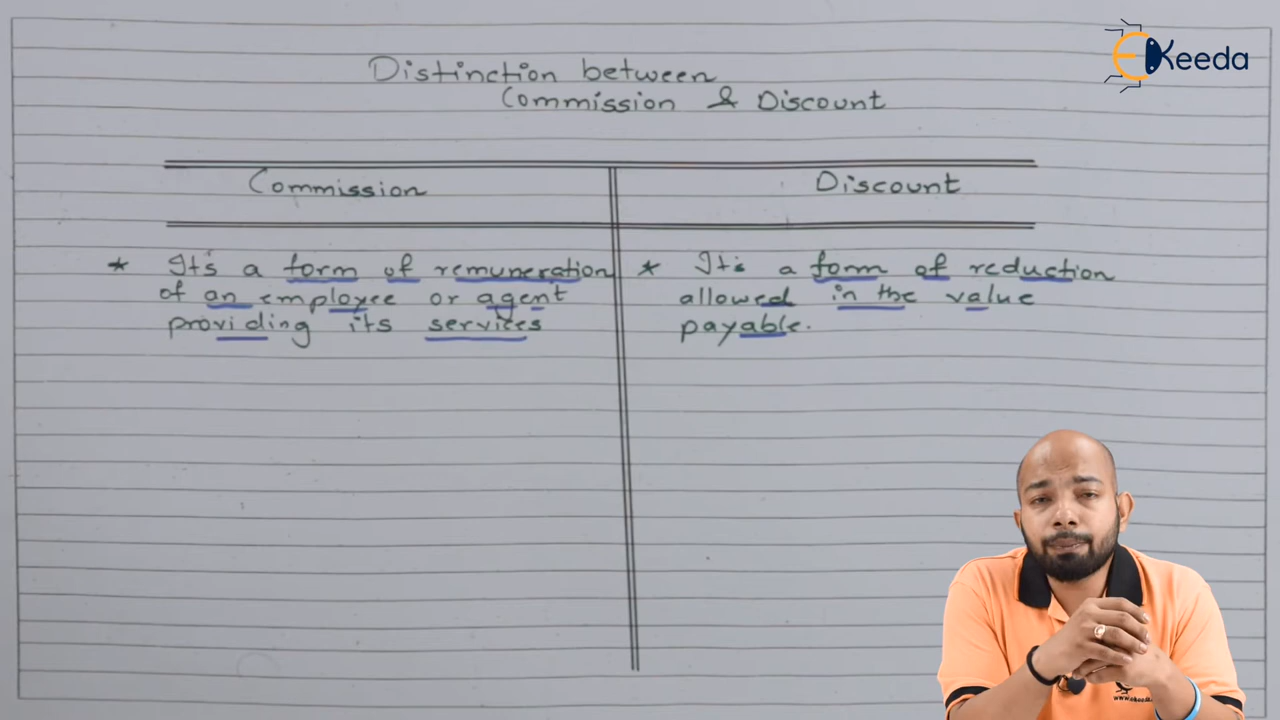 EKeeda
Distinction between
Commission & Discount
Commission
Discount
* It's a form of remuneration
of an employee or agent
providing its services
* It's a form of reduction
allowed in the value
payable.